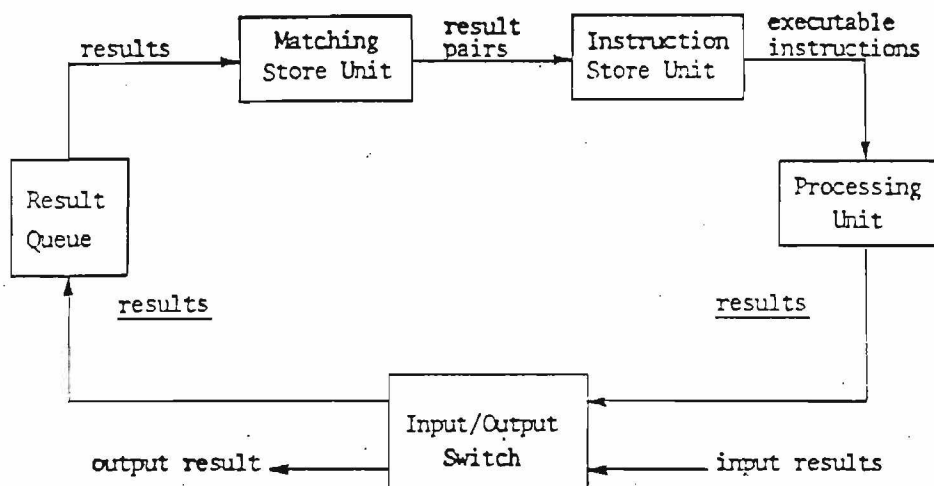 results
Matching
Store Unit
result
pairs
Instruction
Store Unit
executable
instructions
Result
Queue
Processing
Unit
results
results
Input/Output
Switch
output result
input results